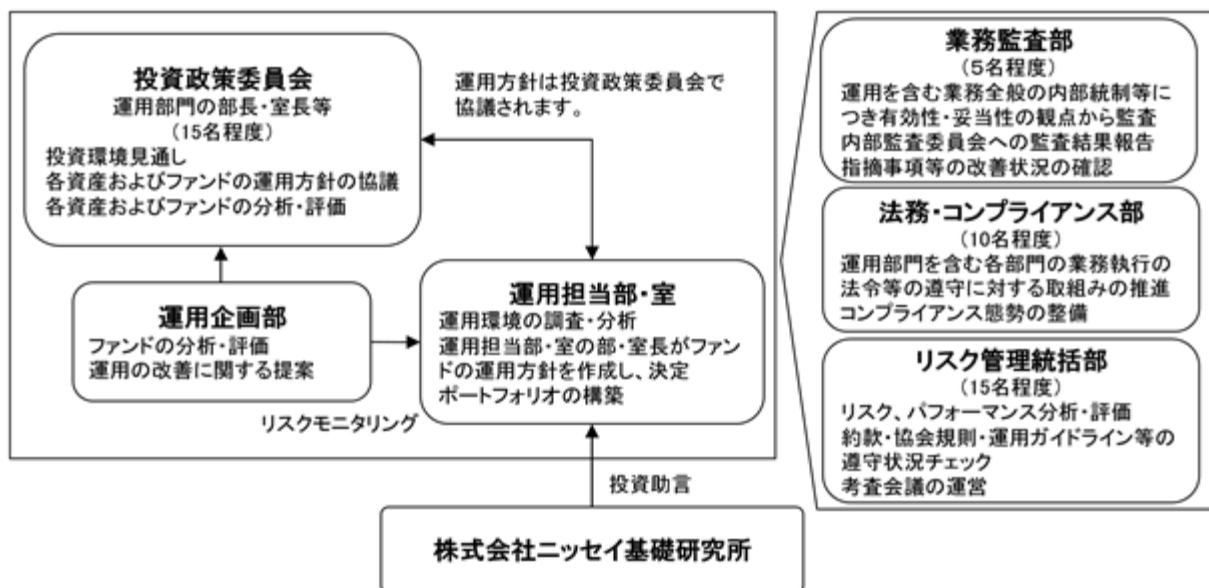 投資政策委員会
運用部門の部長・室長等
(15名程度)
投資環境見通し
各資産およびファンドの運用方針の協議
各資産およびファンドの分析・評価
運用方針は投資政策委員会で
協議されます。
運用企画部
ファンドの分析・評価
運用の改善に関する提案
リスクモニタリング
運用担当部・室
運用環境の調査・分析
運用担当部・室の部・室長がファン
ドの運用方針を作成し、決定
ポートフォリオの構築
投資助言
株式会社ニッセイ基礎研究所
業務監査部
(5名程度)
運用を含む業務全般の内部統制等に
つき有効性・妥当性の観点から監査
内部監査委員会への監査結果報告
指摘事項等の改善状況の確認
法務・コンプライアンス部
(10名程度)
運用部門を含む各部門の業務執行の
法令等の遵守に対する取組みの推進
コンプライアンス態勢の整備
リスク管理統括部
(15名程度)
リスク、パフォーマンス分析・評価
約款・協会規則・運用ガイドライン等の
遵守状況チェック
考査会議の運営